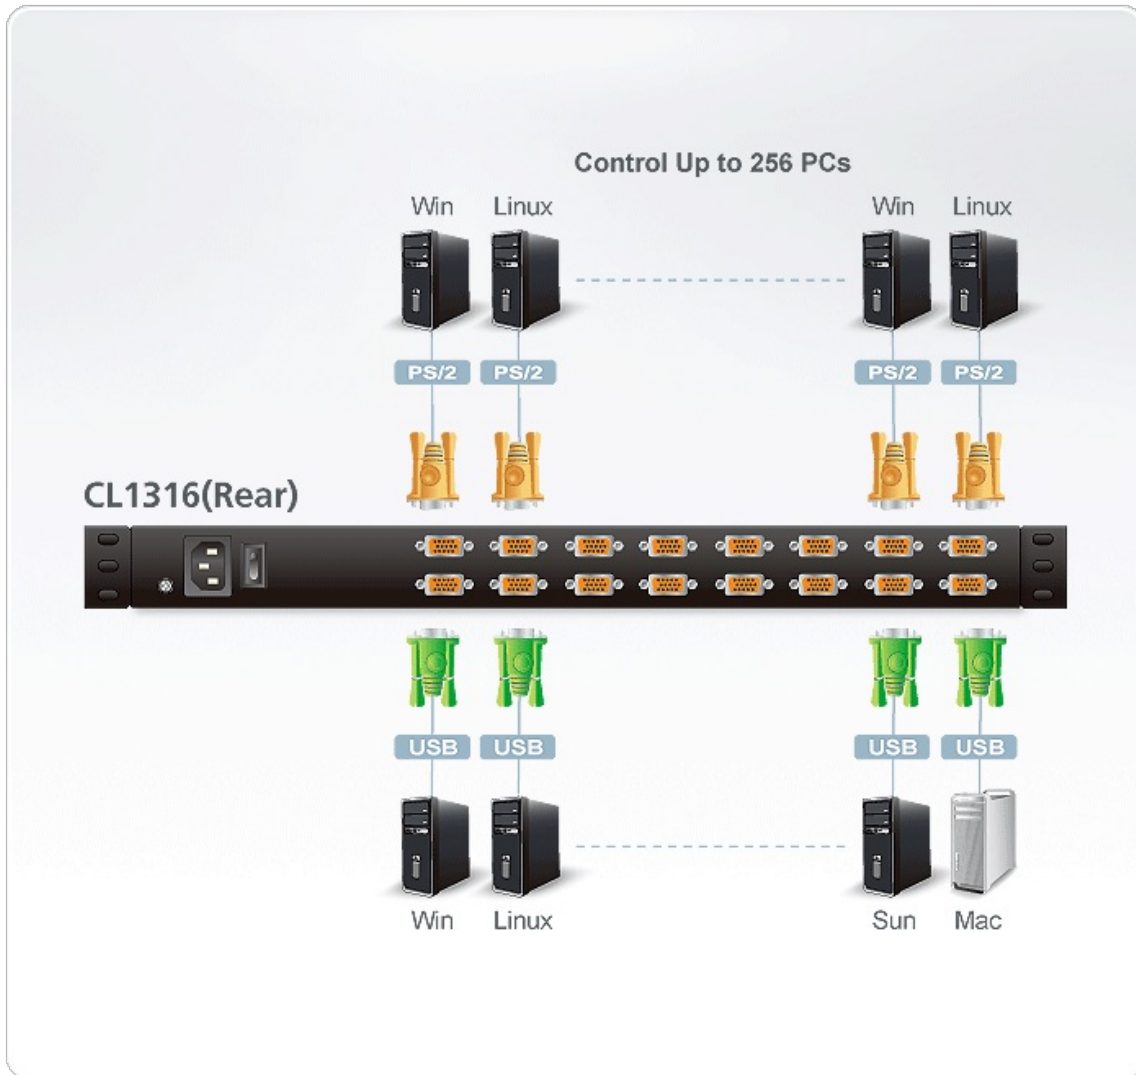 Control Up to 256 PCs
Win Linux Win Linux
PS/2 PS/2 PS/2 PS/2
CL1316(Rear)
USB USB USB USB
Win Linux Sun Mac